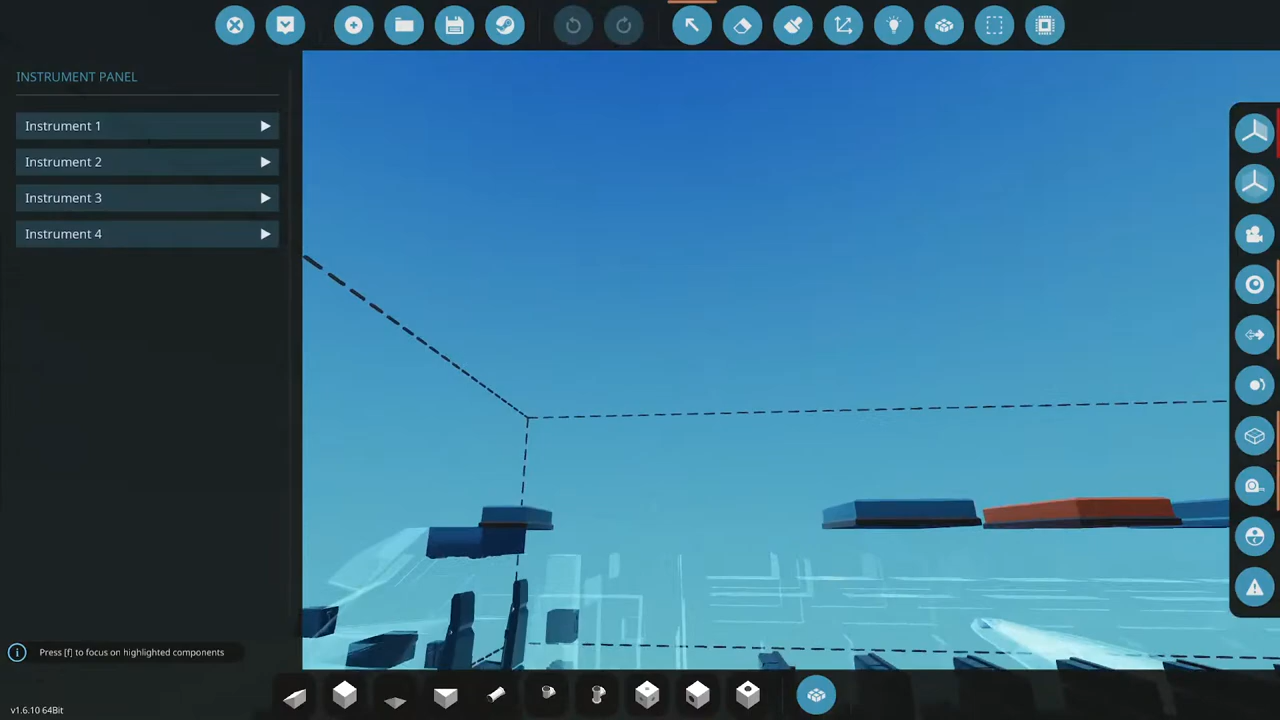 INSTRUMENT PANEL
Instrument 1
Instrument 2
Instrument 3
Instrument 4
Press [f] to focus on highlighted components
v1.6.10 64Bit